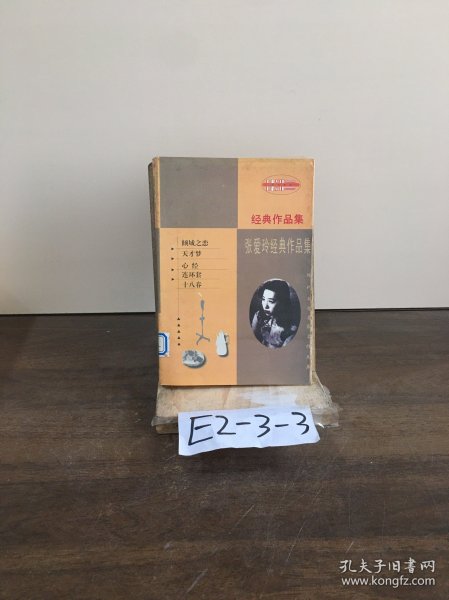 经典作品集
张爱玲经典作品集
倾城之恋
天才梦
心经
连环套
十八春
E2-3-3
孔夫子旧书网
www.kongfz.com